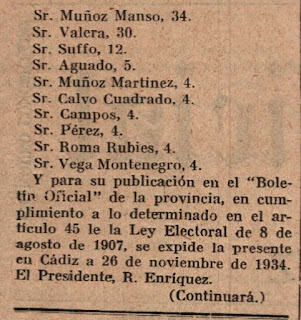 Sr. Muñoz Manso, 34.
Sr. Valera, 30.
Sr. Suffo, 12.
Sr. Aguado, 5.
Sr. Muñoz Martinez, 4.
Sr. Calvo Cuadrado, 4.
Sr. Campos, 4.
Sr. Pérez, 4.
Sr. Roma Rubies, 4.
Sr. Vega Montenegro, 4.
Y para su publicación en el "Bole-
tin Oficial" de la provincia, en cum-
plimiento a lo determinado en el ar-
tículo 45 le la Ley Electoral de 8 de
agosto de 1907, se expide la presente
en Cádiz a 26 de noviembre de 1934.
El Presidente, R. Enríquez.
(Continuará.)